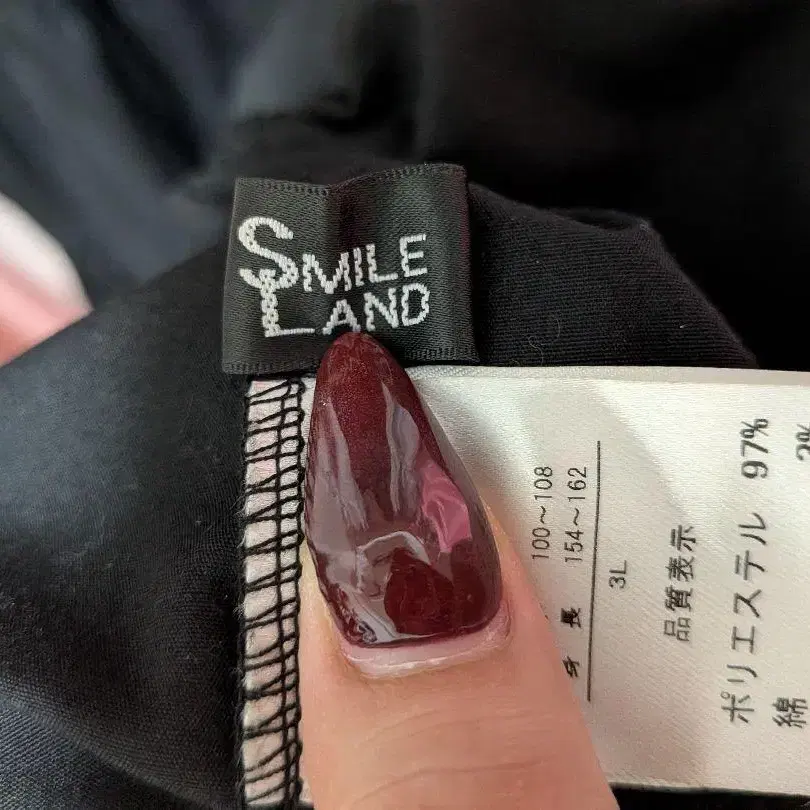 SMILE
LAND
100~108
身長 154~162
3L
品質表示
ポリエステル 97%
綿 3%